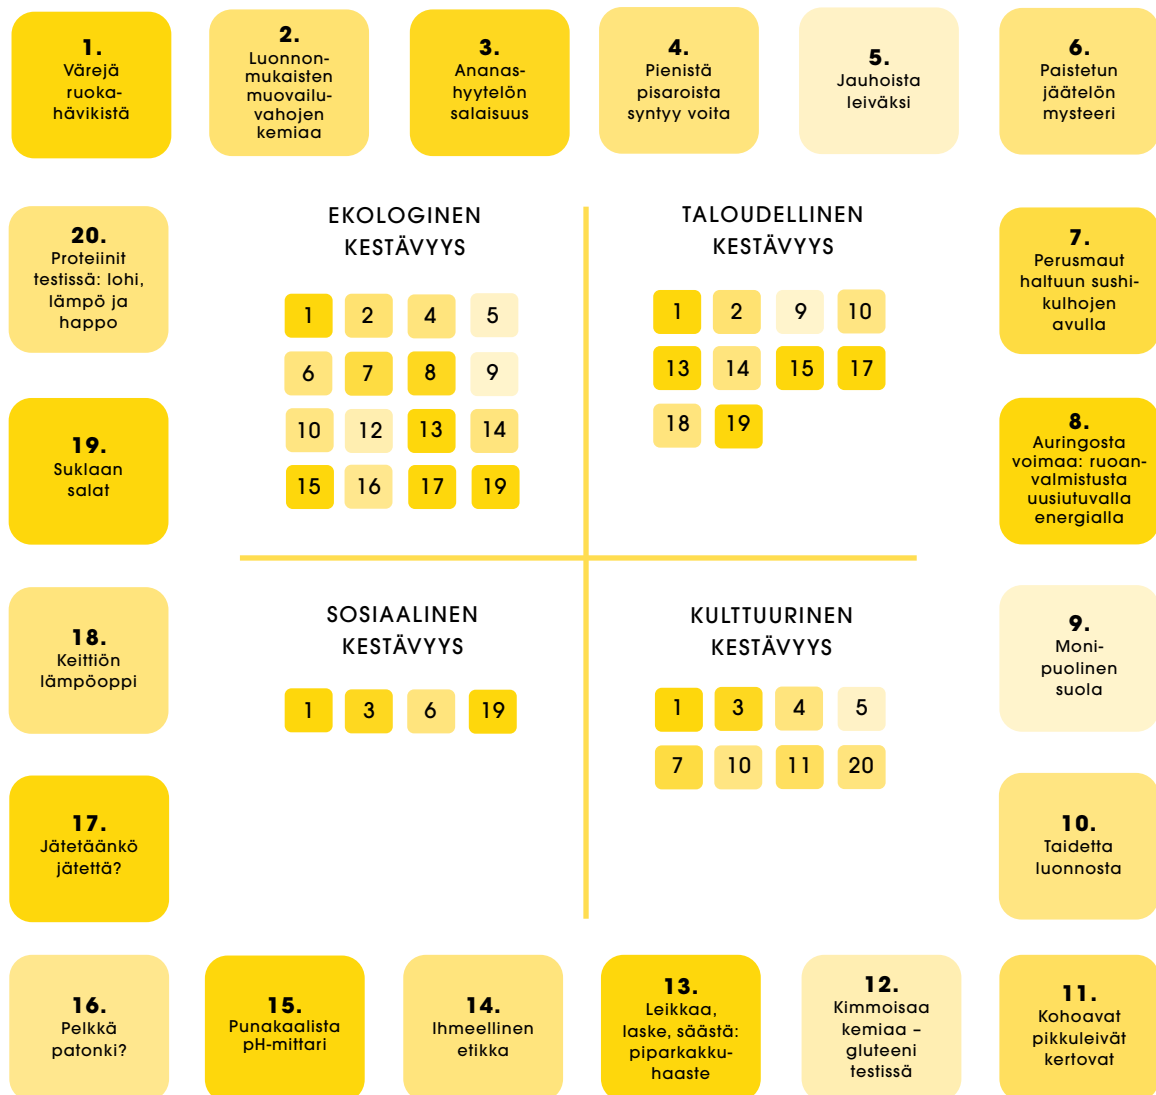 1.
Värejä
ruoka-
hävikistä
2.
Luonnon-
mukaisten
muovailu-
vahojen
kemiaa
3.
Ananas-
hyytelön
salaisuus
4.
Pienistä
pisaroista
syntyy voita
5.
Jauhoista
leiväksi
6.
Paistetun
jäätelön
mysteeri
20.
Proteiinit
testissä: lohi,
lämpö ja
happo
EKOLOGINEN
KESTÄVYYS
1 2 4 5
6 7 8 9
10 12 13 14
15 16 17 19
TALOUDELLINEN
KESTÄVYYS
1 2 9 10
13 14 15 17
18 19
7.
Perusmaut
haltuun sushi-
kulhojen
avulla
19.
Suklaan
salat
8.
Auringosta
voimaa: ruoan-
valmistusta
uusiutuvalla
energialla
18.
Keittiön
lämpöoppi
SOSIAALINEN
KESTÄVYYS
1 3 6 19
KULTTUURINEN
KESTÄVYYS
1 3 4 5
7 10 11 20
9.
Moni-
puolinen
suola
17.
Jätetäänkö
jätettä?
10.
Taidetta
luonnosta
16.
Pelkkä
patonki?
15.
Punakaalista
pH-mittari
14.
Ihmeellinen
etikka
13.
Leikkaa,
laske, säästä:
piparkakku-
haaste
12.
Kimmoisaa
kemiaa –
gluteeni
testissä
11.
Kohoavat
pikkuleivät
kertovat